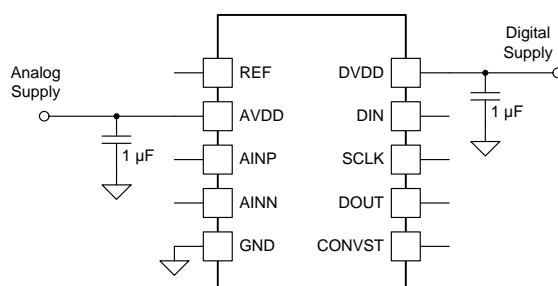 Analog
Supply
1 µF
REF
AVDD
AINP
AINN
GND
DVDD
DIN
SCLK
DOUT
CONVST
Digital
Supply
1 µF